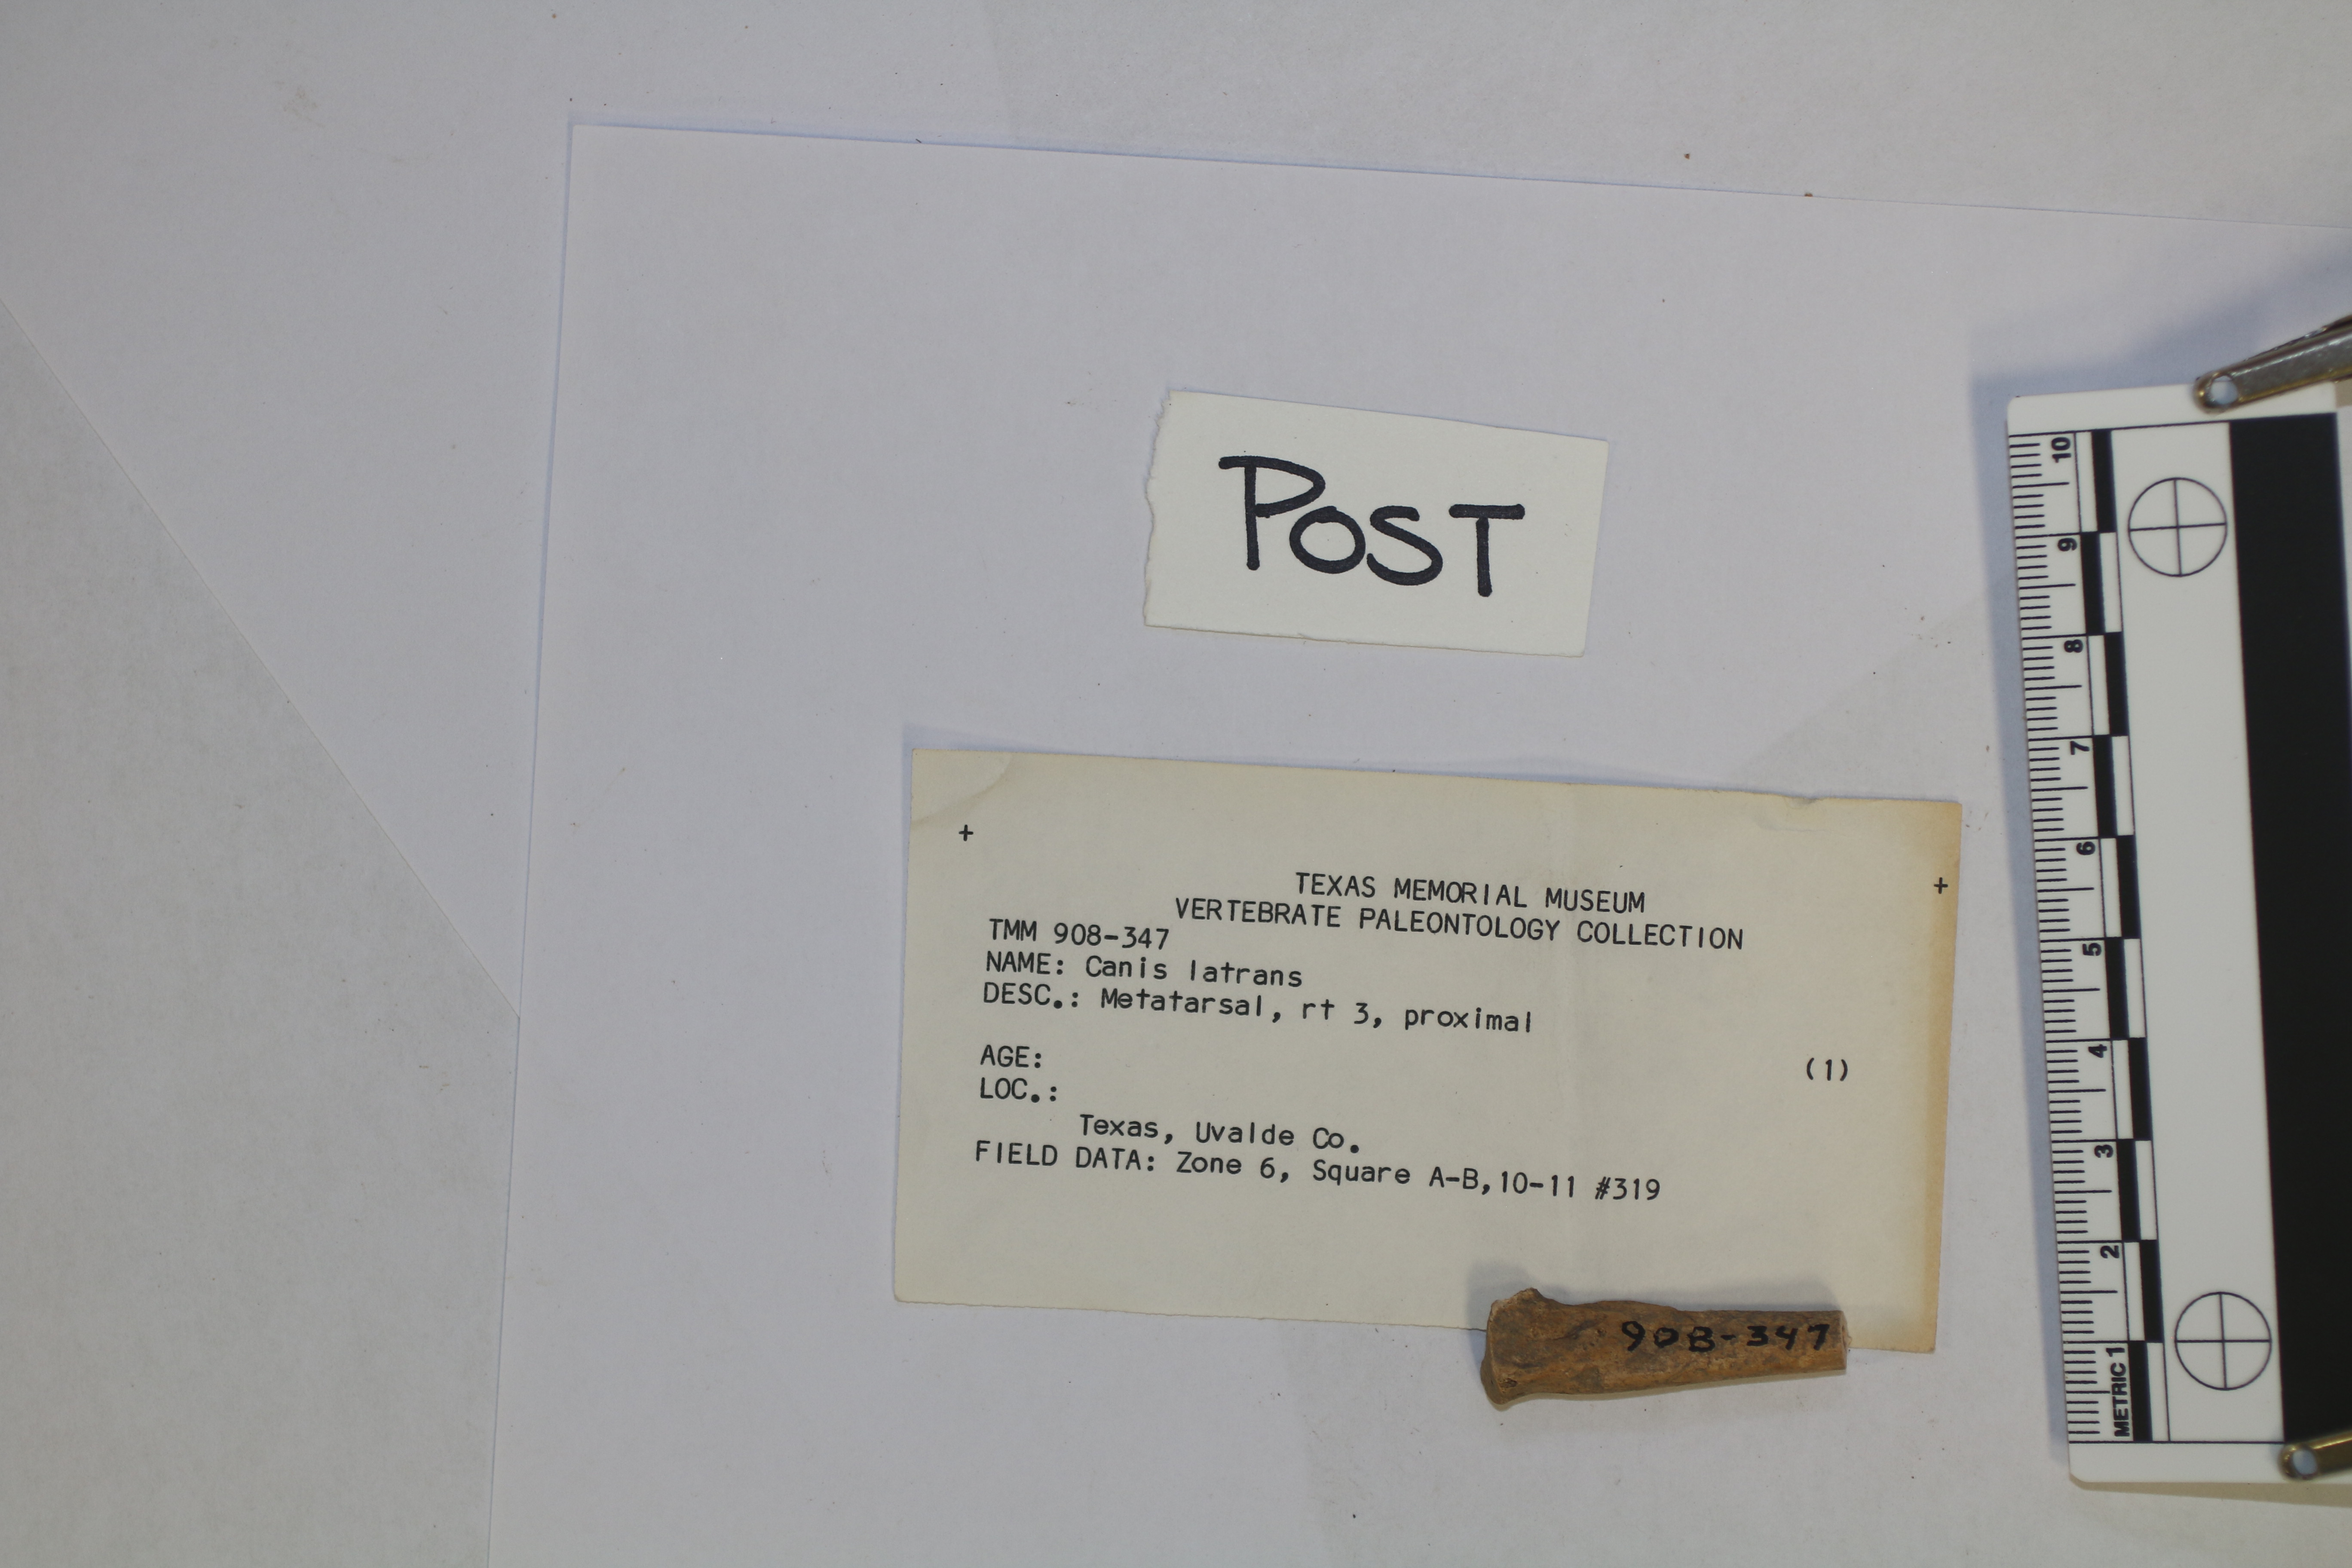 POST
+ +
TEXAS MEMORIAL MUSEUM
VERTEBRATE PALEONTOLOGY COLLECTION
TMM 908-347
NAME: Canis latrans
DESC.: Metatarsal, rt 3, proximal
(1)
AGE:
LOC.:
Texas, Uvalde Co.
FIELD DATA: Zone 6, Square A-B,10-11 #319
908-347
METRIC 1 2 3 4 5 6 7 8 9 10